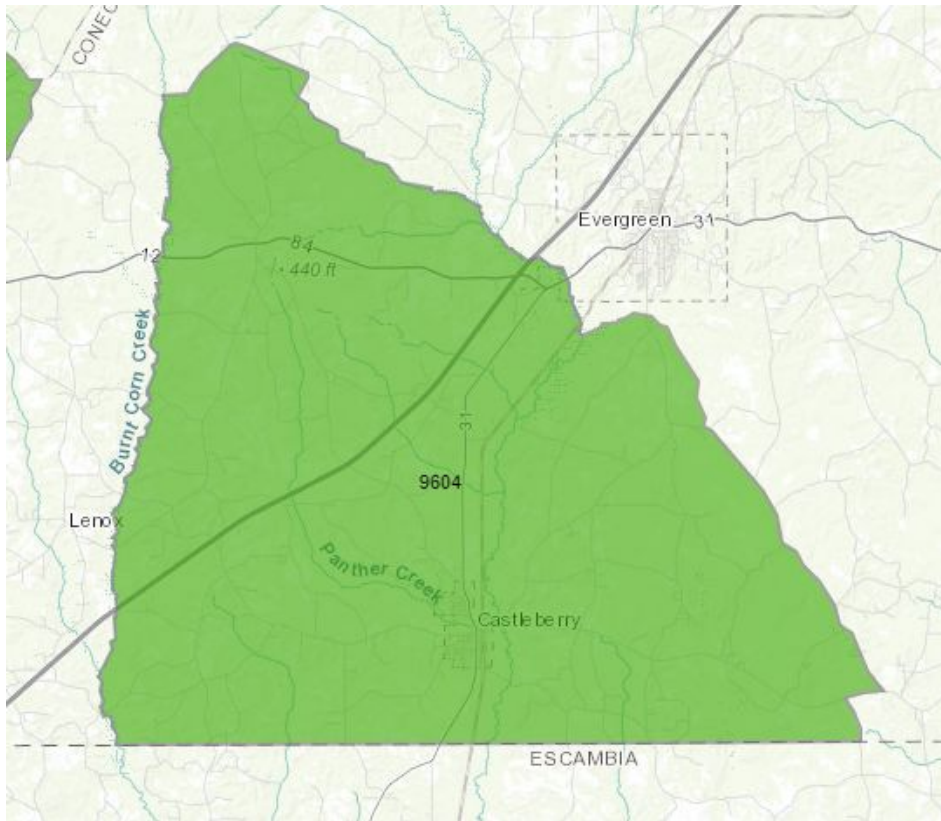 CONEC
Evergreen
31
84
12
440 ft
Burnt Corn Creek
31
9604
Lenox
Panther Creek
Castleberry
ESCAMBIA